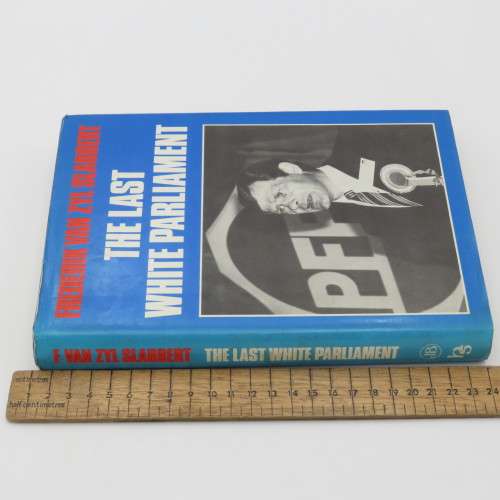 FREDERIK VAN ZYL SLABBERT
THE LAST
WHITE PARLIAMENT
PF
F VAN ZYL SLABBERT THE LAST WHITE PARLIAMENT
centimetres
1 2 3 4 5 6 7 8 9 10 11 12 13 14 15 16 17 18 19 20 21 22 23 24
half centimetres